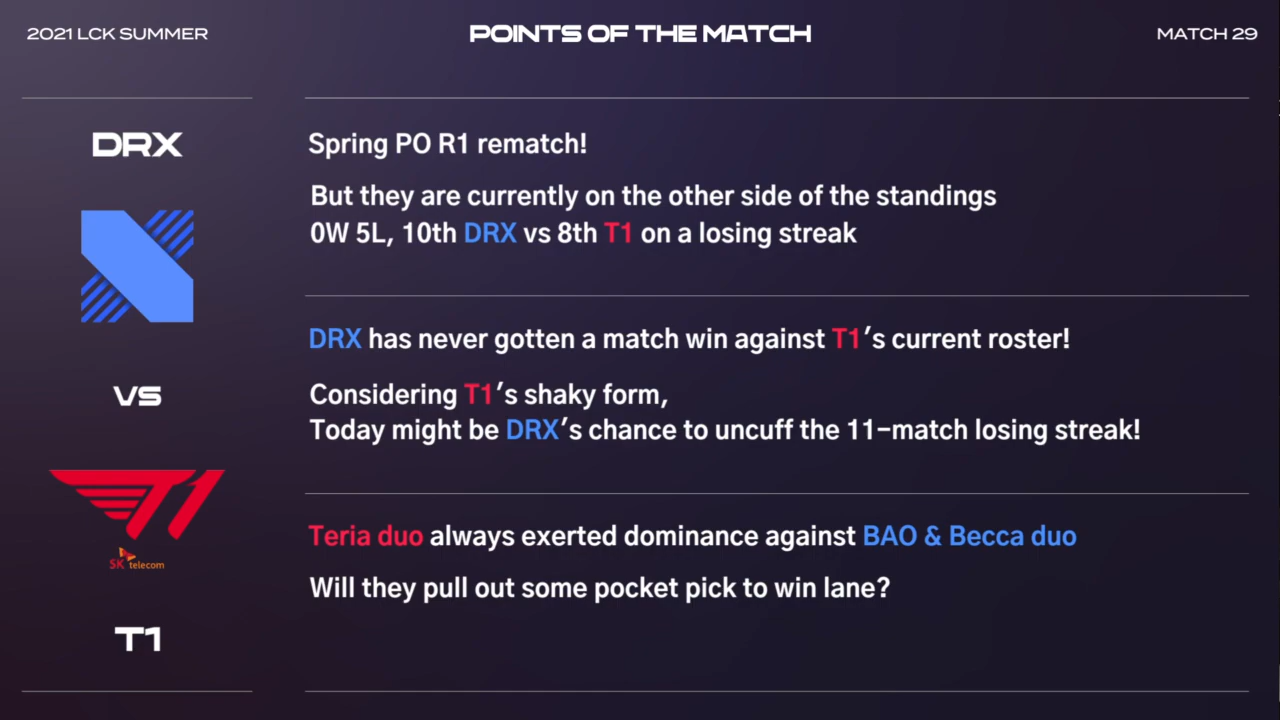 2021 LCK SUMMER
POINTS OF THE MATCH
MATCH 29
DRX
VS
T1
SK telecom
T1
Spring PO R1 rematch!
But they are currently on the other side of the standings
0W 5L, 10th DRX vs 8th T1 on a losing streak
DRX has never gotten a match win against T1's current roster!
Considering T1's shaky form,
Today might be DRX's chance to uncuff the 11-match losing streak!
Teria duo always exerted dominance against BAO & Becca duo
Will they pull out some pocket pick to win lane?